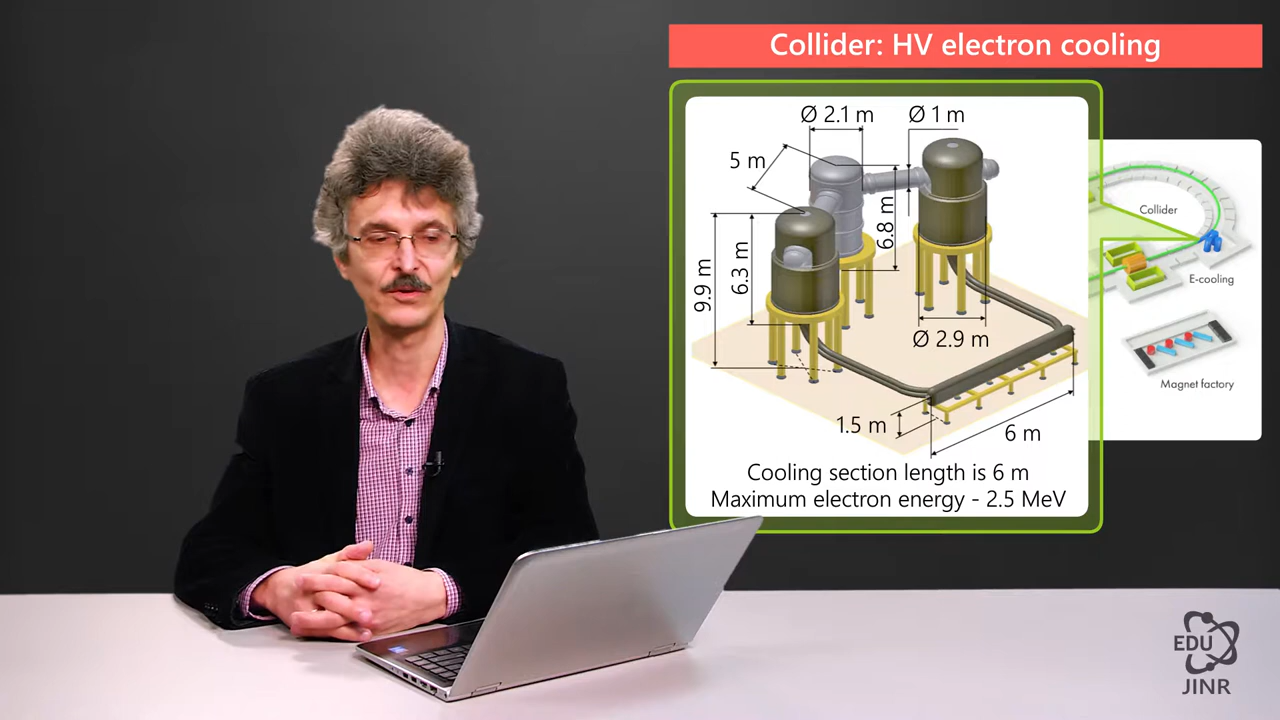 Collider: HV electron cooling
Ø 2.1 m
Ø 1 m
5 m
6.8 m
6.3 m
9.9 m
Ø 2.9 m
1.5 m
6 m
Cooling section length is 6 m
Maximum electron energy - 2.5 MeV
Collider
E-cooling
Magnet factory
EDU
JINR